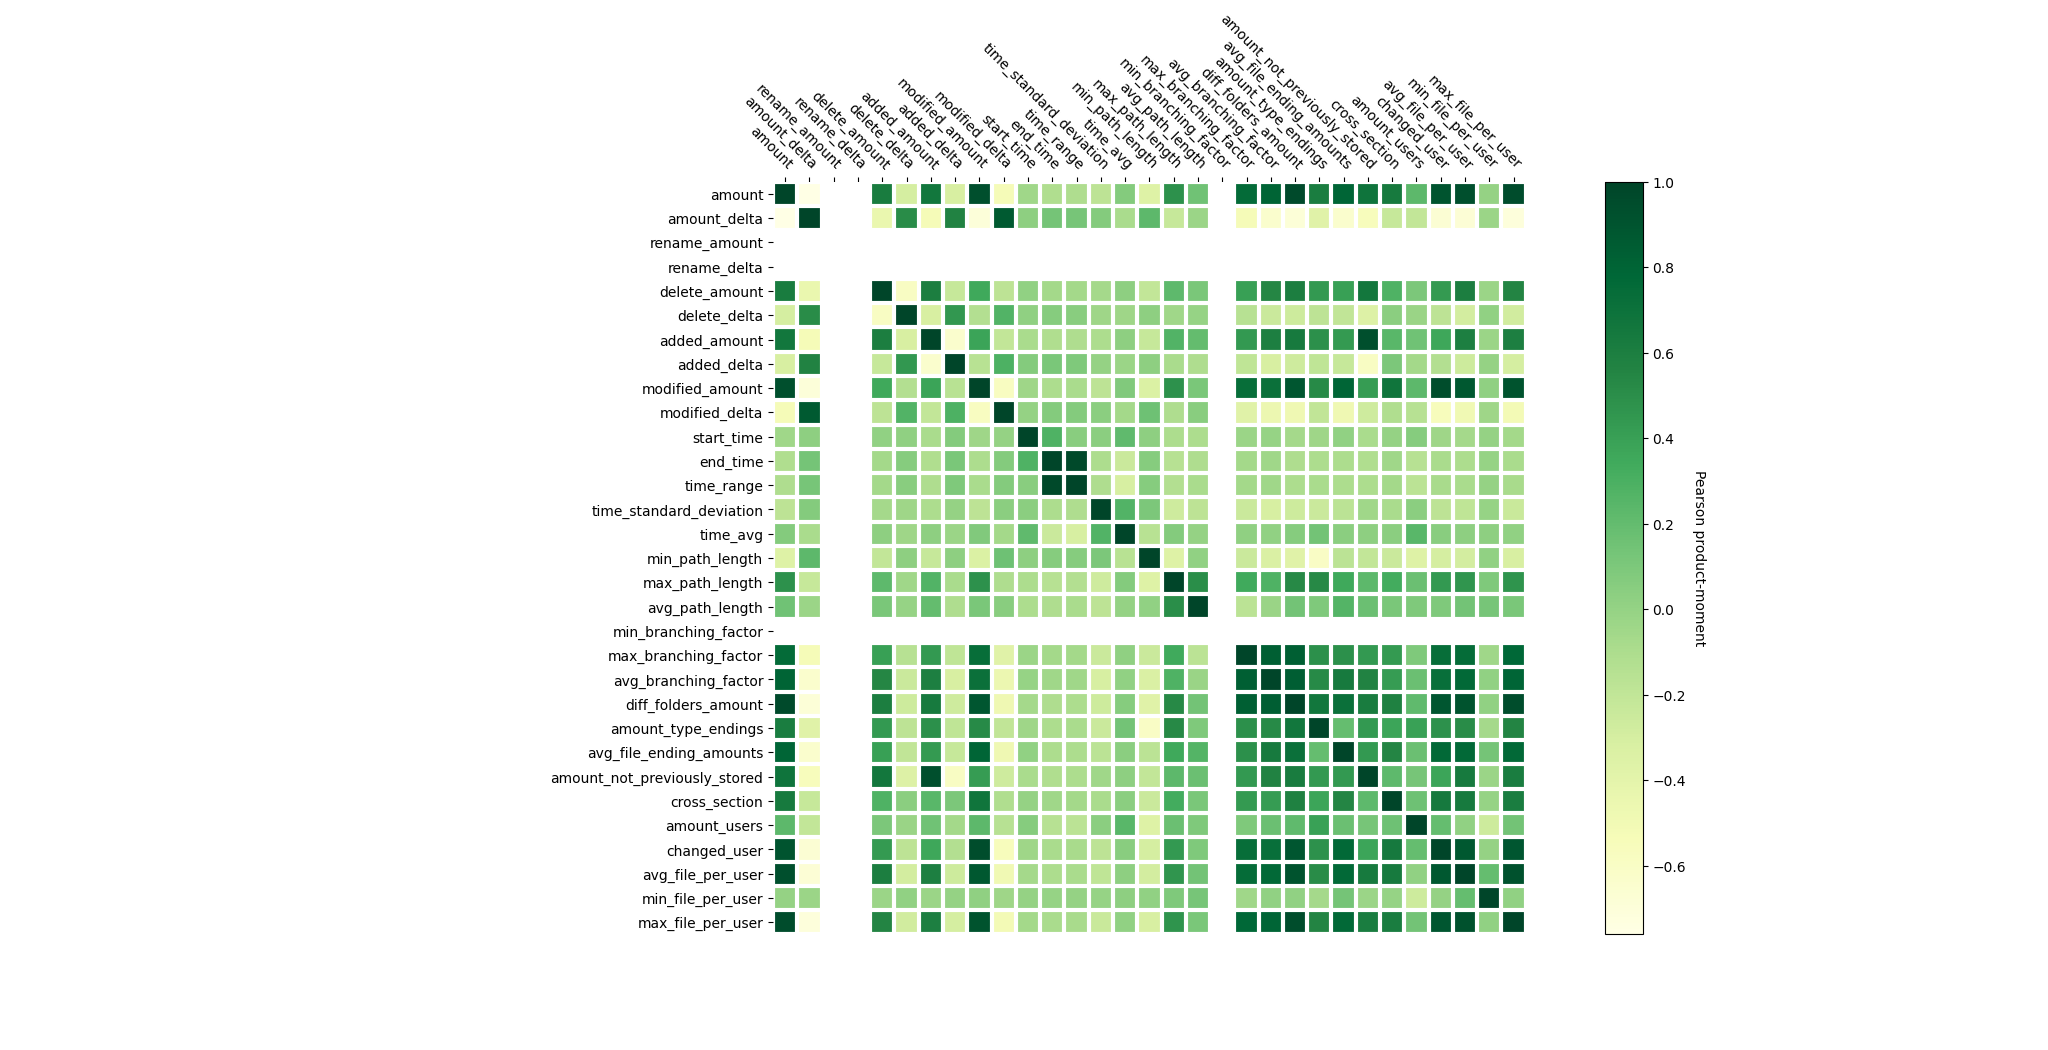 amount
amount_delta
rename_amount
rename_delta
delete_amount
delete_delta
added_amount
added_delta
modified_amount
modified_delta
start_time
end_time
time_range
time_standard_deviation
time_avg
min_path_length
max_path_length
avg_path_length
min_branching_factor
max_branching_factor
avg_branching_factor
diff_folders_amount
amount_type_endings
avg_file_ending_amounts
amount_not_previously_stored
cross_section
amount_users
changed_user
avg_file_per_user
min_file_per_user
max_file_per_user
amount
amount_delta
rename_amount
rename_delta
delete_amount
delete_delta
added_amount
added_delta
modified_amount
modified_delta
start_time
end_time
time_range
time_standard_deviation
time_avg
min_path_length
max_path_length
avg_path_length
min_branching_factor
max_branching_factor
avg_branching_factor
diff_folders_amount
amount_type_endings
avg_file_ending_amounts
amount_not_previously_stored
cross_section
amount_users
changed_user
avg_file_per_user
min_file_per_user
max_file_per_user
1.0
0.8
0.6
0.4
0.2
0.0
−0.2
−0.4
−0.6
Pearson product-moment